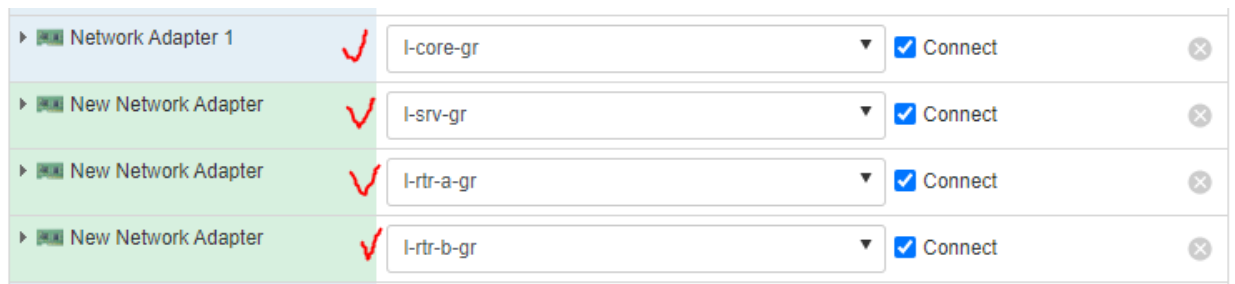 Network Adapter 1 l-core-gr Connect
New Network Adapter l-srv-gr Connect
New Network Adapter l-rtr-a-gr Connect
New Network Adapter l-rtr-b-gr Connect